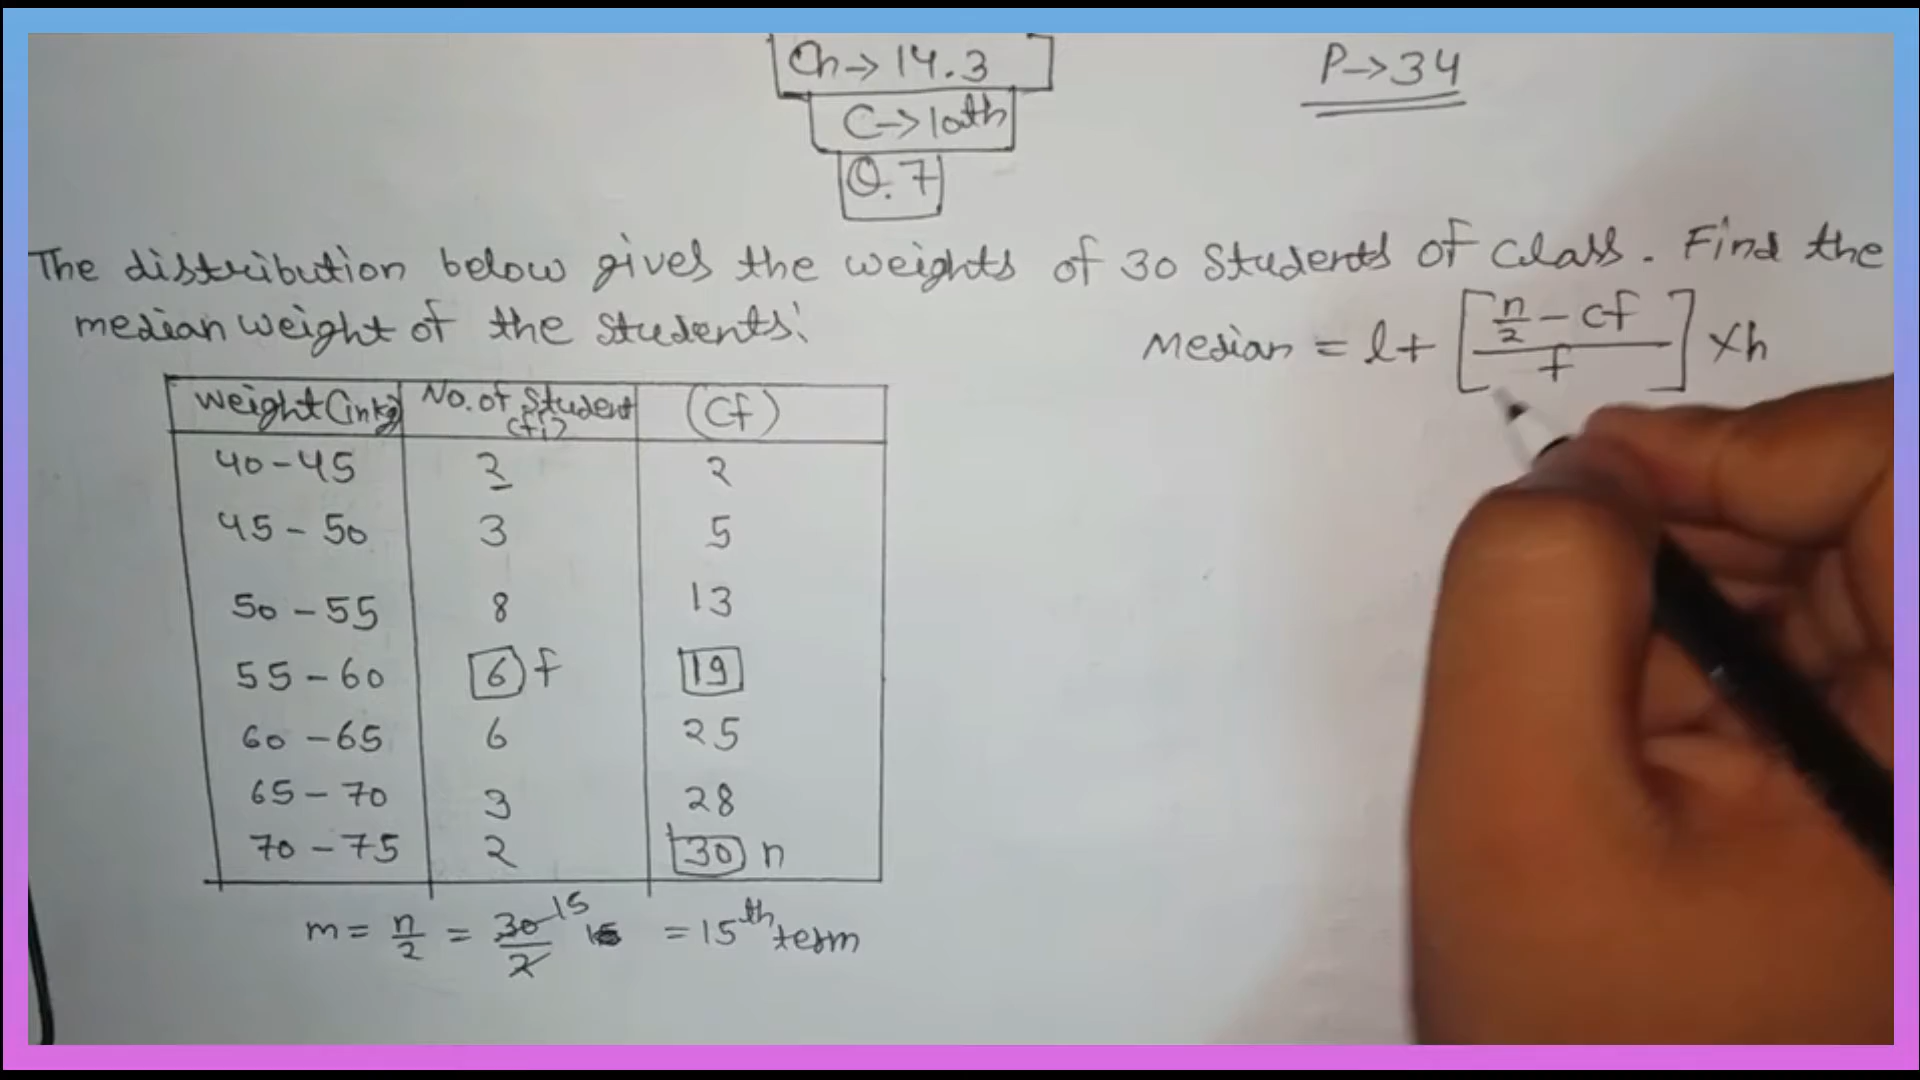 Ch→14.3
P→34
C→10th
Q.7
The distribution below gives the weights of 30 students of class. Find the
median weight of the students:
Median = l+ [n/2 - cf / f] ×h
weight(in kg) No. of Student (fi) (Cf)
40-45 2 2
45-50 3 5
50-55 8 13
55-60 6 f 19
60-65 6 25
65-70 3 28
70-75 2 30 n
m= n/2 = 30/2 15 = 15th term